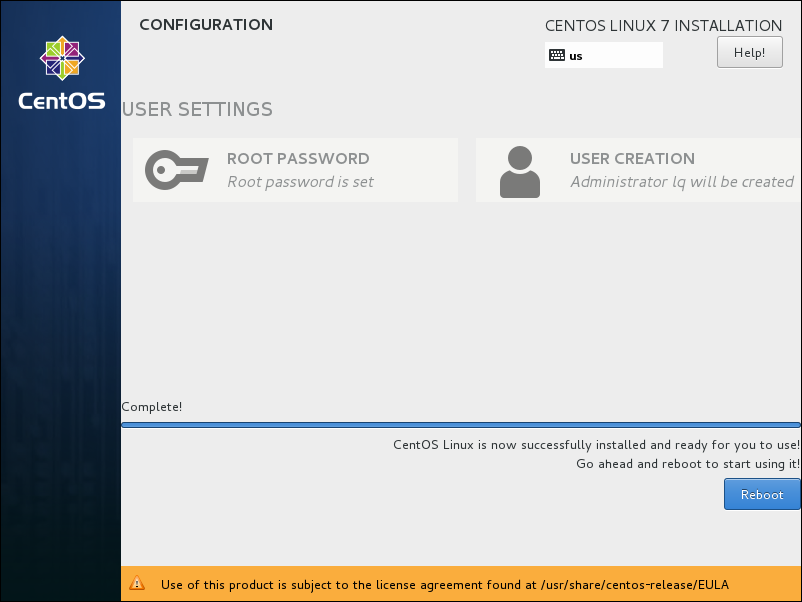 CONFIGURATION
CENTOS LINUX 7 INSTALLATION
us
Help!
CentOS
USER SETTINGS
ROOT PASSWORD
Root password is set
USER CREATION
Administrator lq will be created
Complete!
CentOS Linux is now successfully installed and ready for you to use!
Go ahead and reboot to start using it!
Reboot
Use of this product is subject to the license agreement found at /usr/share/centos-release/EULA